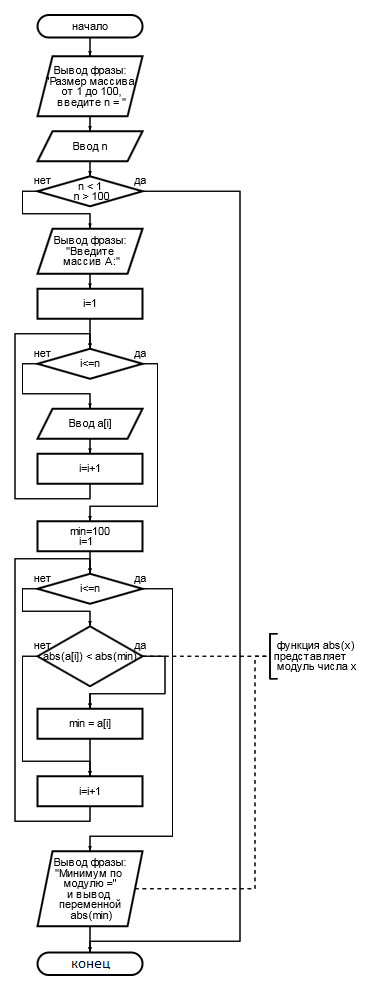 начало
Вывод фразы:
"Размер массива
от 1 до 100,
введите n = "
Ввод n
нет
да
n < 1
n > 100
Вывод фразы:
"Введите
массив А:"
i=1
нет
да
i<=n
Ввод a[i]
i=i+1
min=100
i=1
нет
да
i<=n
нет
да
abs(a[i]) < abs(min)
функция abs(x)
представляет
модуль числа x
min = a[i]
i=i+1
Вывод фразы:
"Минимум по
модулю ="
и вывод
переменной
abs(min)
конец